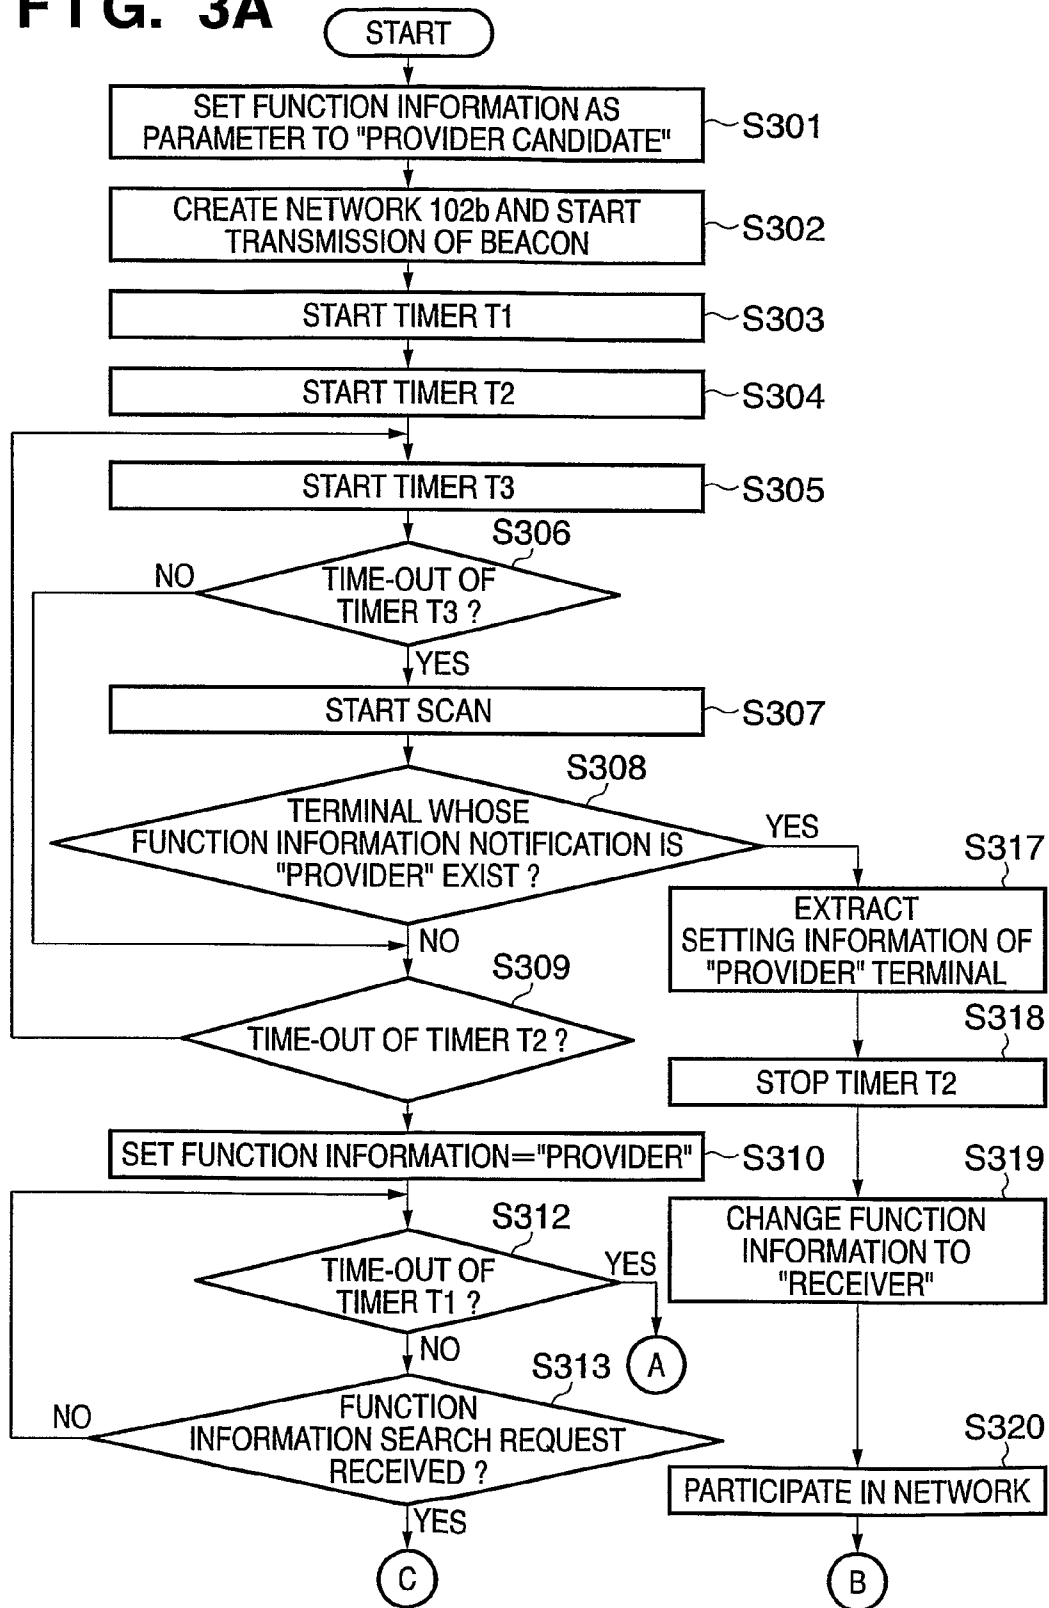 FIG. 3A
START
SET FUNCTION INFORMATION AS
PARAMETER TO "PROVIDER CANDIDATE"
S301
CREATE NETWORK 102b AND START
TRANSMISSION OF BEACON
S302
START TIMER T1
S303
START TIMER T2
S304
START TIMER T3
S305
S306
TIME-OUT OF
TIMER T3 ?
NO
YES
START SCAN
S307
S308
TERMINAL WHOSE
FUNCTION INFORMATION NOTIFICATION IS
"PROVIDER" EXIST ?
YES
NO
S309
TIME-OUT OF TIMER T2 ?
SET FUNCTION INFORMATION="PROVIDER"
S310
S312
TIME-OUT OF
TIMER T1 ?
YES
A
NO
S313
FUNCTION
INFORMATION SEARCH REQUEST
RECEIVED ?
NO
YES
C
S317
EXTRACT
SETTING INFORMATION OF
"PROVIDER" TERMINAL
S318
STOP TIMER T2
S319
CHANGE FUNCTION
INFORMATION TO
"RECEIVER"
S320
PARTICIPATE IN NETWORK
B